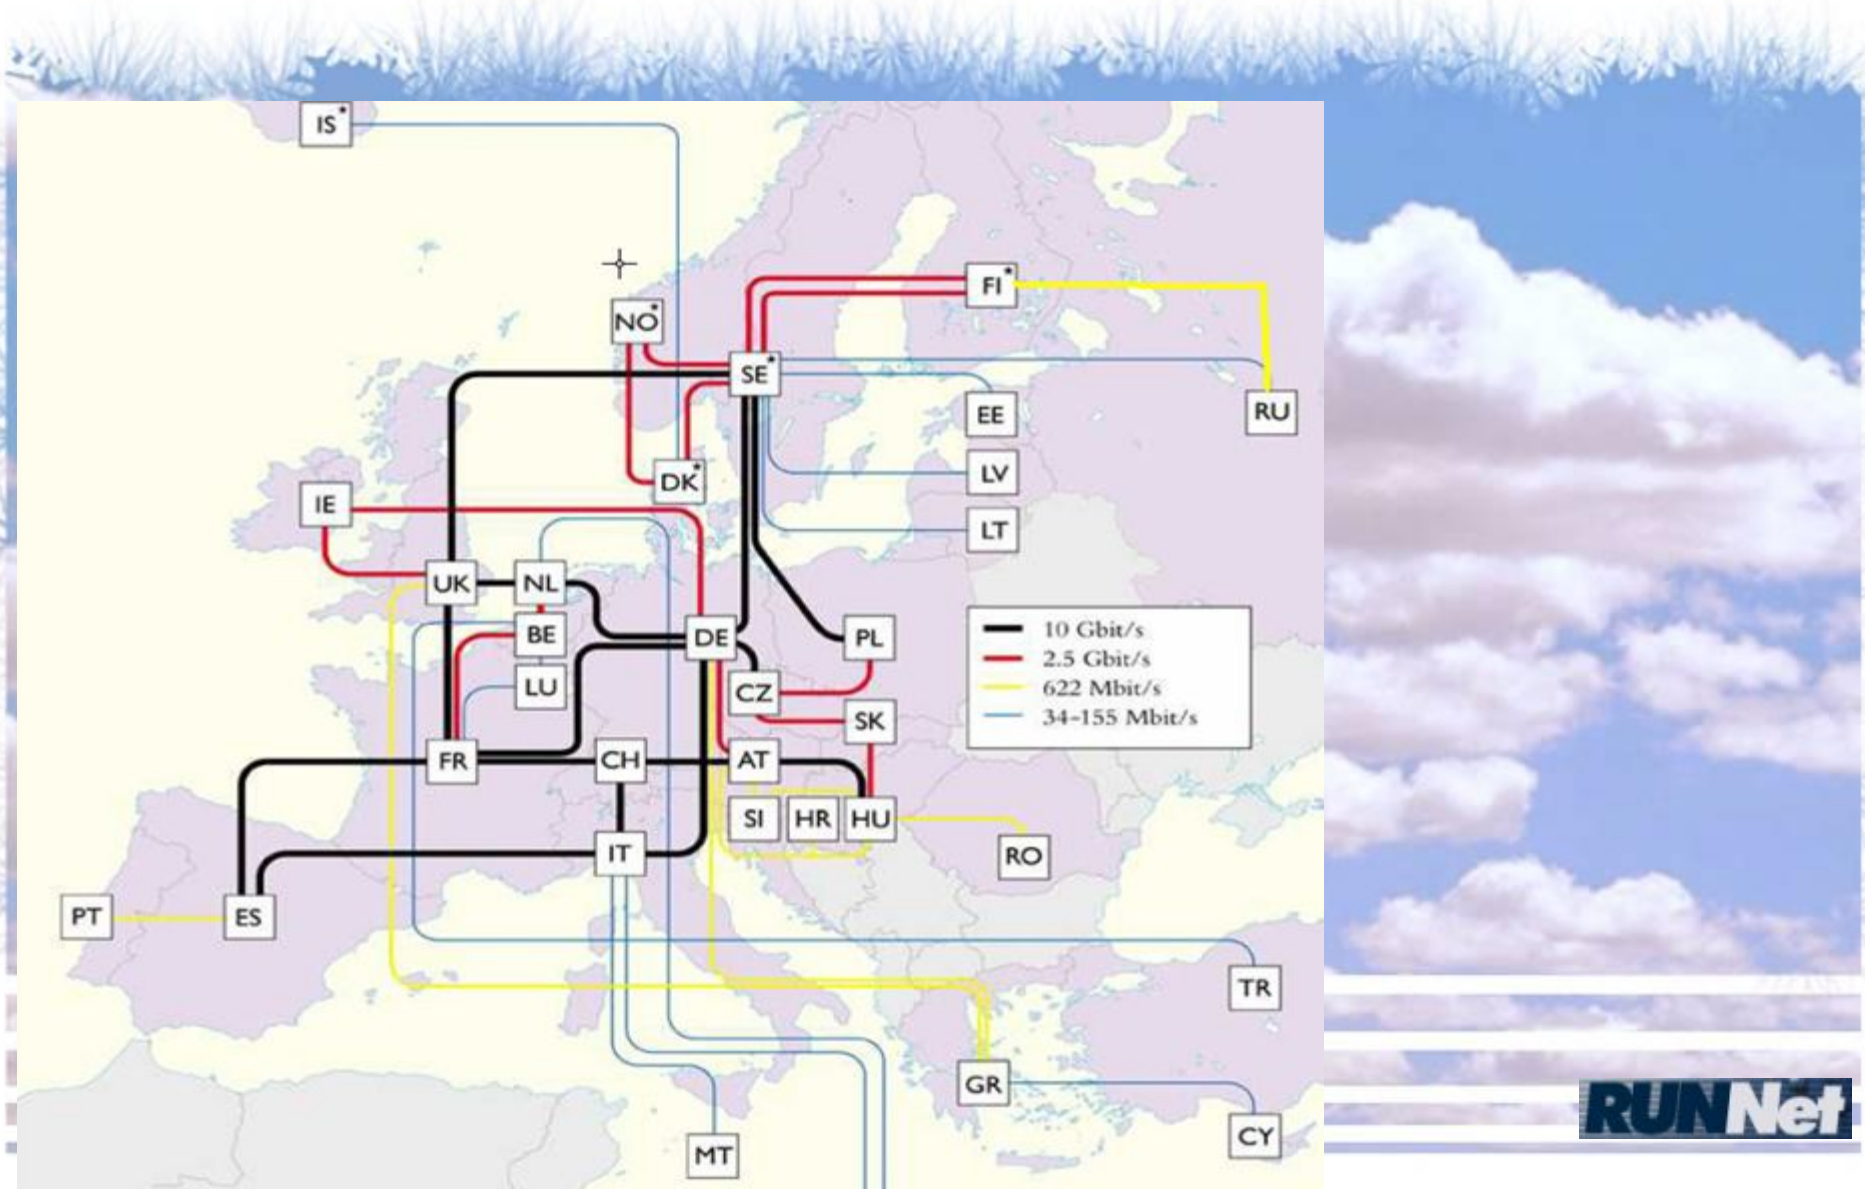 IS*
FI*
NO*
SE*
RU
EE
LV
DK*
IE
LT
UK
NL
BE
DE
PL
LU
CZ
SK
FR
CH
AT
SI
HR
HU
IT
RO
PT
ES
TR
GR
CY
MT
10 Gbit/s
2.5 Gbit/s
622 Mbit/s
34-155 Mbit/s
RUNNet